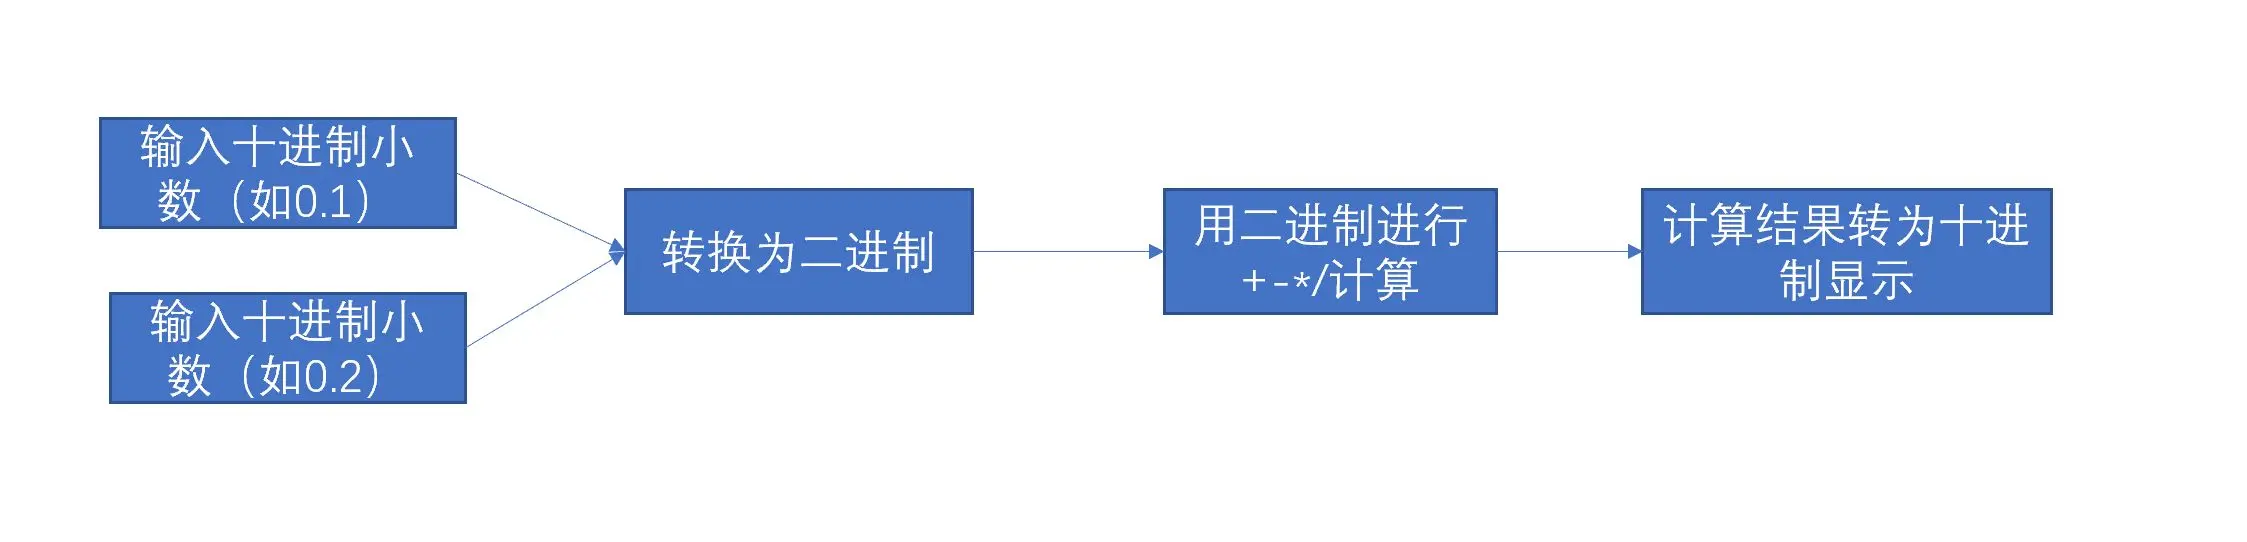 输入十进制小
数（如0.1）
输入十进制小
数（如0.2）
转换为二进制
用二进制进行
+-*/计算
计算结果转为十进
制显示